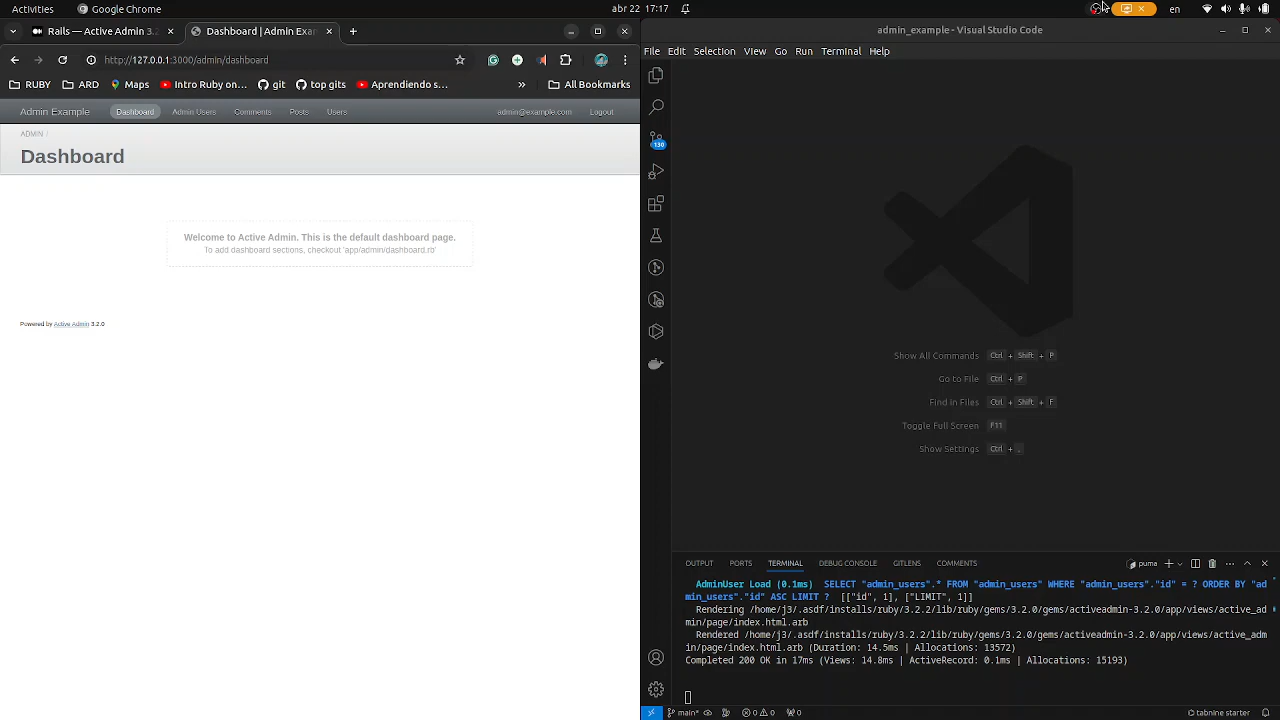 Activities
Google Chrome
abr 22 17:17
en
Rails — Active Admin 3.2.
Dashboard | Admin Exam
http://127.0.0.1:3000/admin/dashboard
RUBY
ARD
Maps
Intro Ruby on...
git
top gits
Aprendiendo s...
»
All Bookmarks
Admin Example
Dashboard
Admin Users
Comments
Posts
Users
admin@example.com
Logout
ADMIN /
Dashboard
Welcome to Active Admin. This is the default dashboard page.
To add dashboard sections, checkout 'app/admin/dashboard.rb'
Powered by Active Admin 3.2.0
admin_example - Visual Studio Code
File Edit Selection View Go Run Terminal Help
130
Show All Commands Ctrl + Shift + P
Go to File Ctrl + P
Find in Files Ctrl + Shift + F
Toggle Full Screen F11
Show Settings Ctrl + ,
OUTPUT PORTS TERMINAL DEBUG CONSOLE GITLENS COMMENTS
puma
AdminUser Load (0.1ms) SELECT "admin_users".* FROM "admin_users" WHERE "admin_users"."id" = ? ORDER BY "ad
min_users"."id" ASC LIMIT ? [["id", 1], ["LIMIT", 1]]
Rendering /home/j3/.asdf/installs/ruby/3.2.2/lib/ruby/gems/3.2.0/gems/activeadmin-3.2.0/app/views/active_ad
min/page/index.html.arb
Rendered /home/j3/.asdf/installs/ruby/3.2.2/lib/ruby/gems/3.2.0/gems/activeadmin-3.2.0/app/views/active_adm
in/page/index.html.arb (Duration: 14.5ms | Allocations: 13572)
Completed 200 OK in 17ms (Views: 14.8ms | ActiveRecord: 0.1ms | Allocations: 15193)
main*
0
0
0
tabnine starter